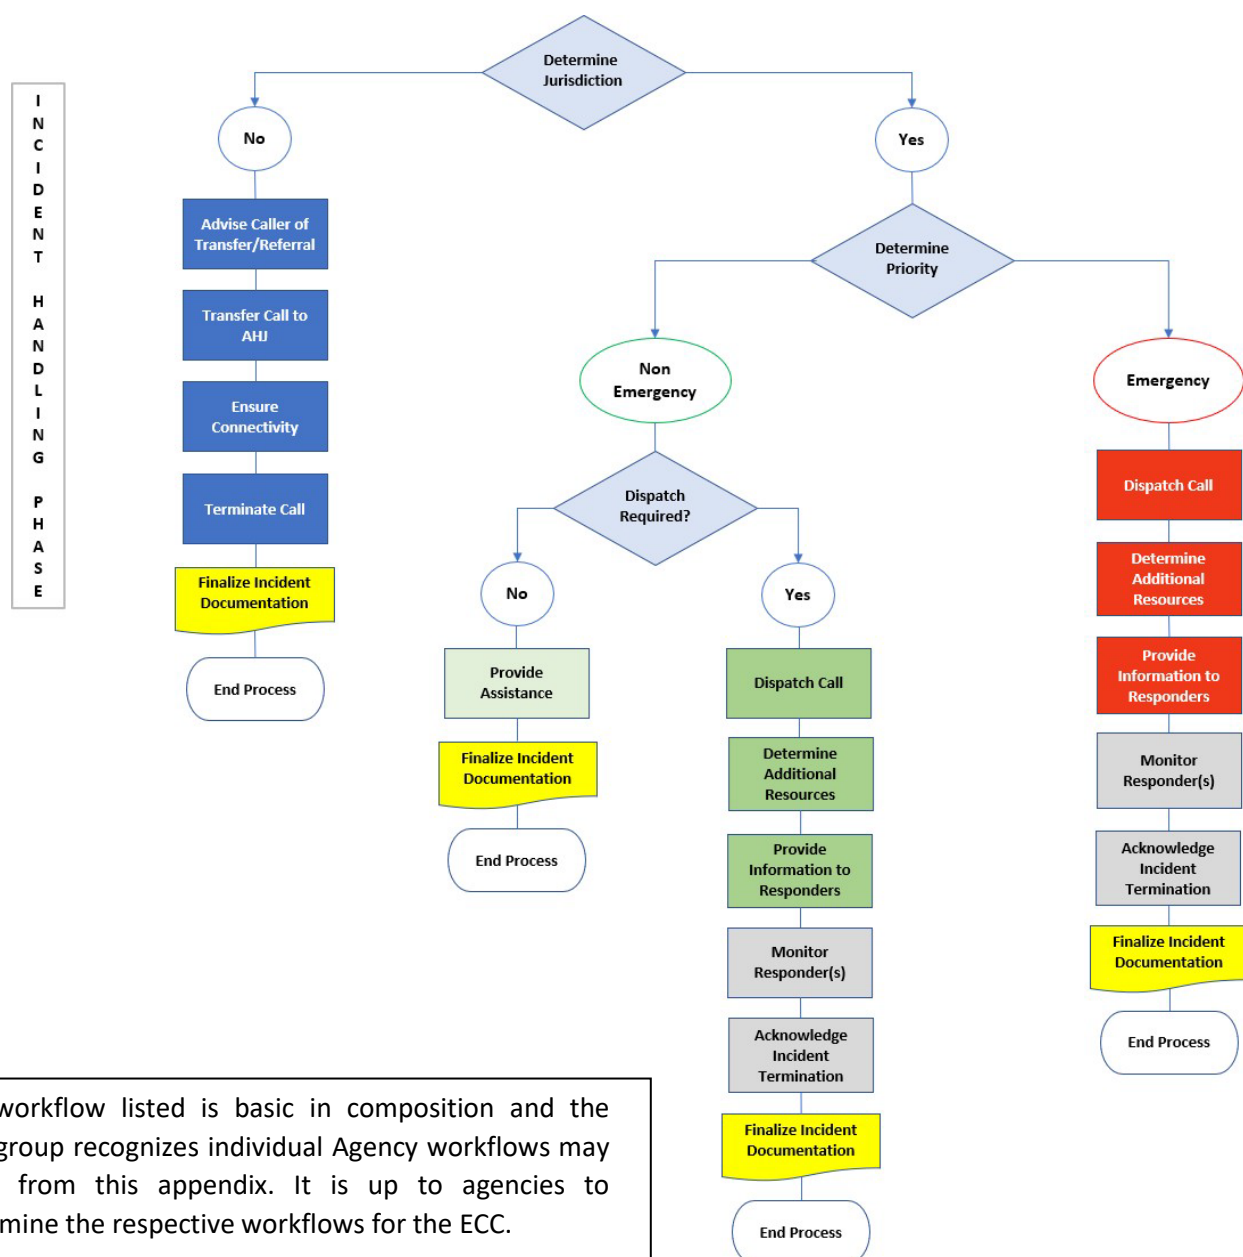 Determine
Jurisdiction
INCIDENT HANDLING PHASE
No
Yes
Advise Caller of
Transfer/Referral
Determine
Priority
Transfer Call to
AHJ
Non
Emergency
Emergency
Ensure
Connectivity
Dispatch Call
Terminate Call
Dispatch
Required?
Determine
Additional
Resources
Finalize Incident
Documentation
No
Yes
Provide
Information to
Responders
End Process
Provide
Assistance
Dispatch Call
Monitor
Responder(s)
Finalize Incident
Documentation
Determine
Additional
Resources
Acknowledge
Incident
Termination
End Process
Provide
Information to
Responders
Finalize Incident
Documentation
Monitor
Responder(s)
End Process
Acknowledge
Incident
Termination
Finalize Incident
Documentation
End Process
workflow listed is basic in composition and the
group recognizes individual Agency workflows may
from this appendix. It is up to agencies to
mine the respective workflows for the ECC.